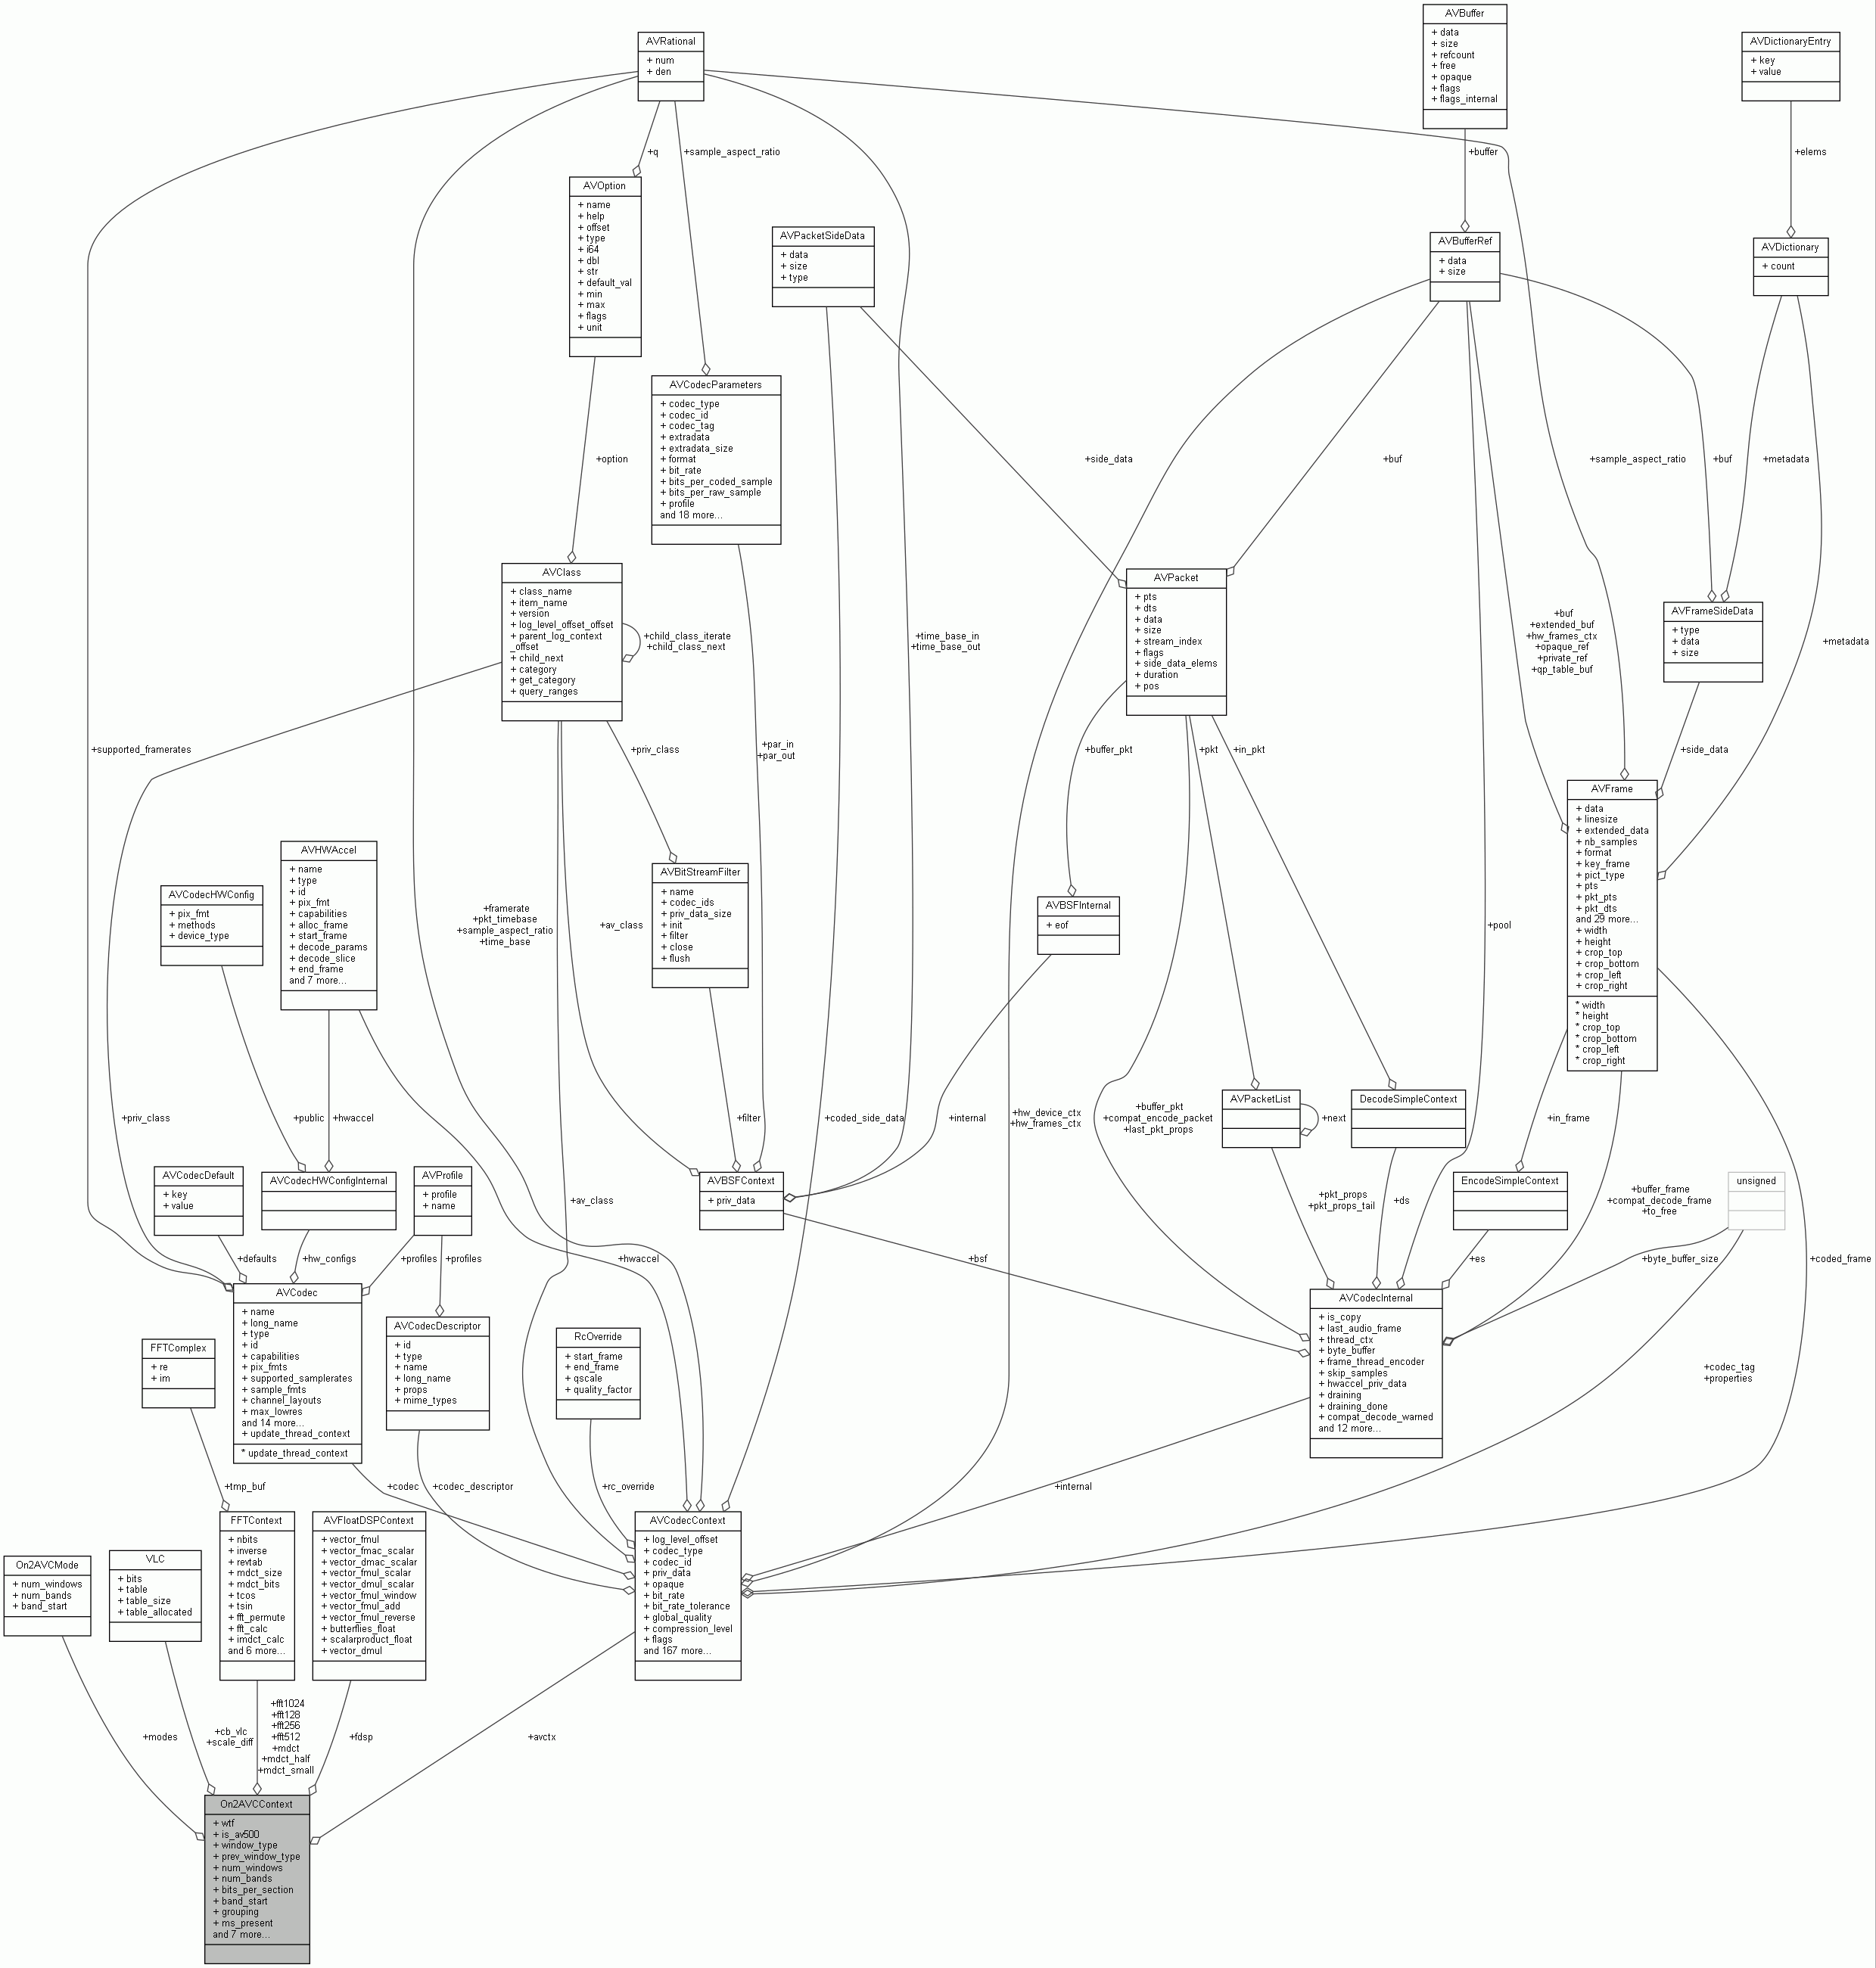 AVBuffer
+ data
+ size
+ refcount
+ free
+ opaque
+ flags
+ flags_internal
AVRational
+ num
+ den
AVDictionaryEntry
+ key
+ value
+q
+sample_aspect_ratio
+buffer
+elems
AVOption
+ name
+ help
+ offset
+ type
+ i64
+ dbl
+ str
+ default_val
+ min
+ max
+ flags
+ unit
AVPacketSideData
+ data
+ size
+ type
AVBufferRef
+ data
+ size
AVDictionary
+ count
AVCodecParameters
+ codec_type
+ codec_id
+ codec_tag
+ extradata
+ extradata_size
+ format
+ bit_rate
+ bits_per_coded_sample
+ bits_per_raw_sample
+ profile
and 18 more...
+option
+side_data
+buf
+sample_aspect_ratio
+buf
+metadata
AVClass
+ class_name
+ item_name
+ version
+ log_level_offset_offset
+ parent_log_context
_offset
+ child_next
+ category
+ get_category
+ query_ranges
+child_class_iterate
+child_class_next
+time_base_in
+time_base_out
AVPacket
+ pts
+ dts
+ data
+ size
+ stream_index
+ flags
+ side_data_elems
+ duration
+ pos
+buf
+extended_buf
+hw_frames_ctx
+opaque_ref
+private_ref
+qp_table_buf
AVFrameSideData
+ type
+ data
+ size
+metadata
+supported_framerates
+priv_class
+par_in
+par_out
+buffer_pkt
+pkt
+in_pkt
+side_data
AVFrame
+ data
+ linesize
+ extended_data
+ nb_samples
+ format
+ key_frame
+ pict_type
+ pts
+ pkt_pts
+ pkt_dts
and 29 more...
+ width
+ height
+ crop_top
+ crop_bottom
+ crop_left
+ crop_right
* width
* height
* crop_top
* crop_bottom
* crop_left
* crop_right
AVHWAccel
+ name
+ type
+ id
+ pix_fmt
+ capabilities
+ alloc_frame
+ start_frame
+ decode_params
+ decode_slice
+ end_frame
and 7 more...
AVCodecHWConfig
+ pix_fmt
+ methods
+ device_type
+framerate
+pkt_timebase
+sample_aspect_ratio
+time_base
+av_class
AVBitStreamFilter
+ name
+ codec_ids
+ priv_data_size
+ init
+ filter
+ close
+ flush
AVBSFInternal
+ eof
+pool
+priv_class
+public
+hwaccel
+filter
+coded_side_data
+internal
+hw_device_ctx
+hw_frames_ctx
+buffer_pkt
+compat_encode_packet
+last_pkt_props
AVPacketList
+next
DecodeSimpleContext
+in_frame
AVCodecDefault
+ key
+ value
AVCodecHWConfigInternal
AVProfile
+ profile
+ name
+av_class
AVBSFContext
+ priv_data
+pkt_props
+pkt_props_tail
+ds
EncodeSimpleContext
+buffer_frame
+compat_decode_frame
+to_free
unsigned
+defaults
+hw_configs
+profiles
+profiles
+hwaccel
+bsf
+es
+byte_buffer_size
+coded_frame
AVCodec
+ name
+ long_name
+ type
+ id
+ capabilities
+ pix_fmts
+ supported_samplerates
+ sample_fmts
+ channel_layouts
+ max_lowres
and 14 more...
+ update_thread_context
* update_thread_context
AVCodecDescriptor
+ id
+ type
+ name
+ long_name
+ props
+ mime_types
RcOverride
+ start_frame
+ end_frame
+ qscale
+ quality_factor
AVCodecInternal
+ is_copy
+ last_audio_frame
+ thread_ctx
+ byte_buffer
+ frame_thread_encoder
+ skip_samples
+ hwaccel_priv_data
+ draining
+ draining_done
+ compat_decode_warned
and 12 more...
+codec_tag
+properties
FFTComplex
+ re
+ im
+tmp_buf
+codec
+codec_descriptor
+rc_override
+internal
On2AVCMode
+ num_windows
+ num_bands
+ band_start
VLC
+ bits
+ table
+ table_size
+ table_allocated
FFTContext
+ nbits
+ inverse
+ revtab
+ mdct_size
+ mdct_bits
+ tcos
+ tsin
+ fft_permute
+ fft_calc
+ imdct_calc
and 6 more...
AVFloatDSPContext
+ vector_fmul
+ vector_fmac_scalar
+ vector_dmac_scalar
+ vector_fmul_scalar
+ vector_dmul_scalar
+ vector_fmul_window
+ vector_fmul_add
+ vector_fmul_reverse
+ butterflies_float
+ scalarproduct_float
+ vector_dmul
AVCodecContext
+ log_level_offset
+ codec_type
+ codec_id
+ priv_data
+ opaque
+ bit_rate
+ bit_rate_tolerance
+ global_quality
+ compression_level
+ flags
and 167 more...
+modes
+cb_vlc
+scale_diff
+fft1024
+fft128
+fft256
+fft512
+mdct
+mdct_half
+mdct_small
+fdsp
+avctx
On2AVCContext
+ wtf
+ is_av500
+ window_type
+ prev_window_type
+ num_windows
+ num_bands
+ bits_per_section
+ band_start
+ grouping
+ ms_present
and 7 more...